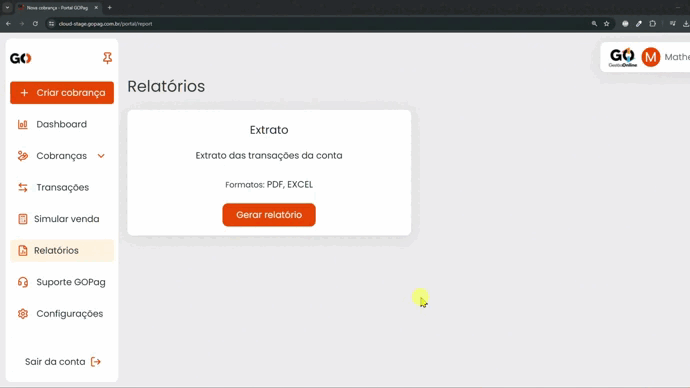 Nova cobrança - Portal GOPag
cloud-stage.gopag.com.br/portal/report
GO
GO
GestãoOnline
M
Mathe
Criar cobrança
Dashboard
Cobranças
Transações
Simular venda
Relatórios
Suporte GOPag
Configurações
Sair da conta
Relatórios
Extrato
Extrato das transações da conta
Formatos: PDF, EXCEL
Gerar relatório